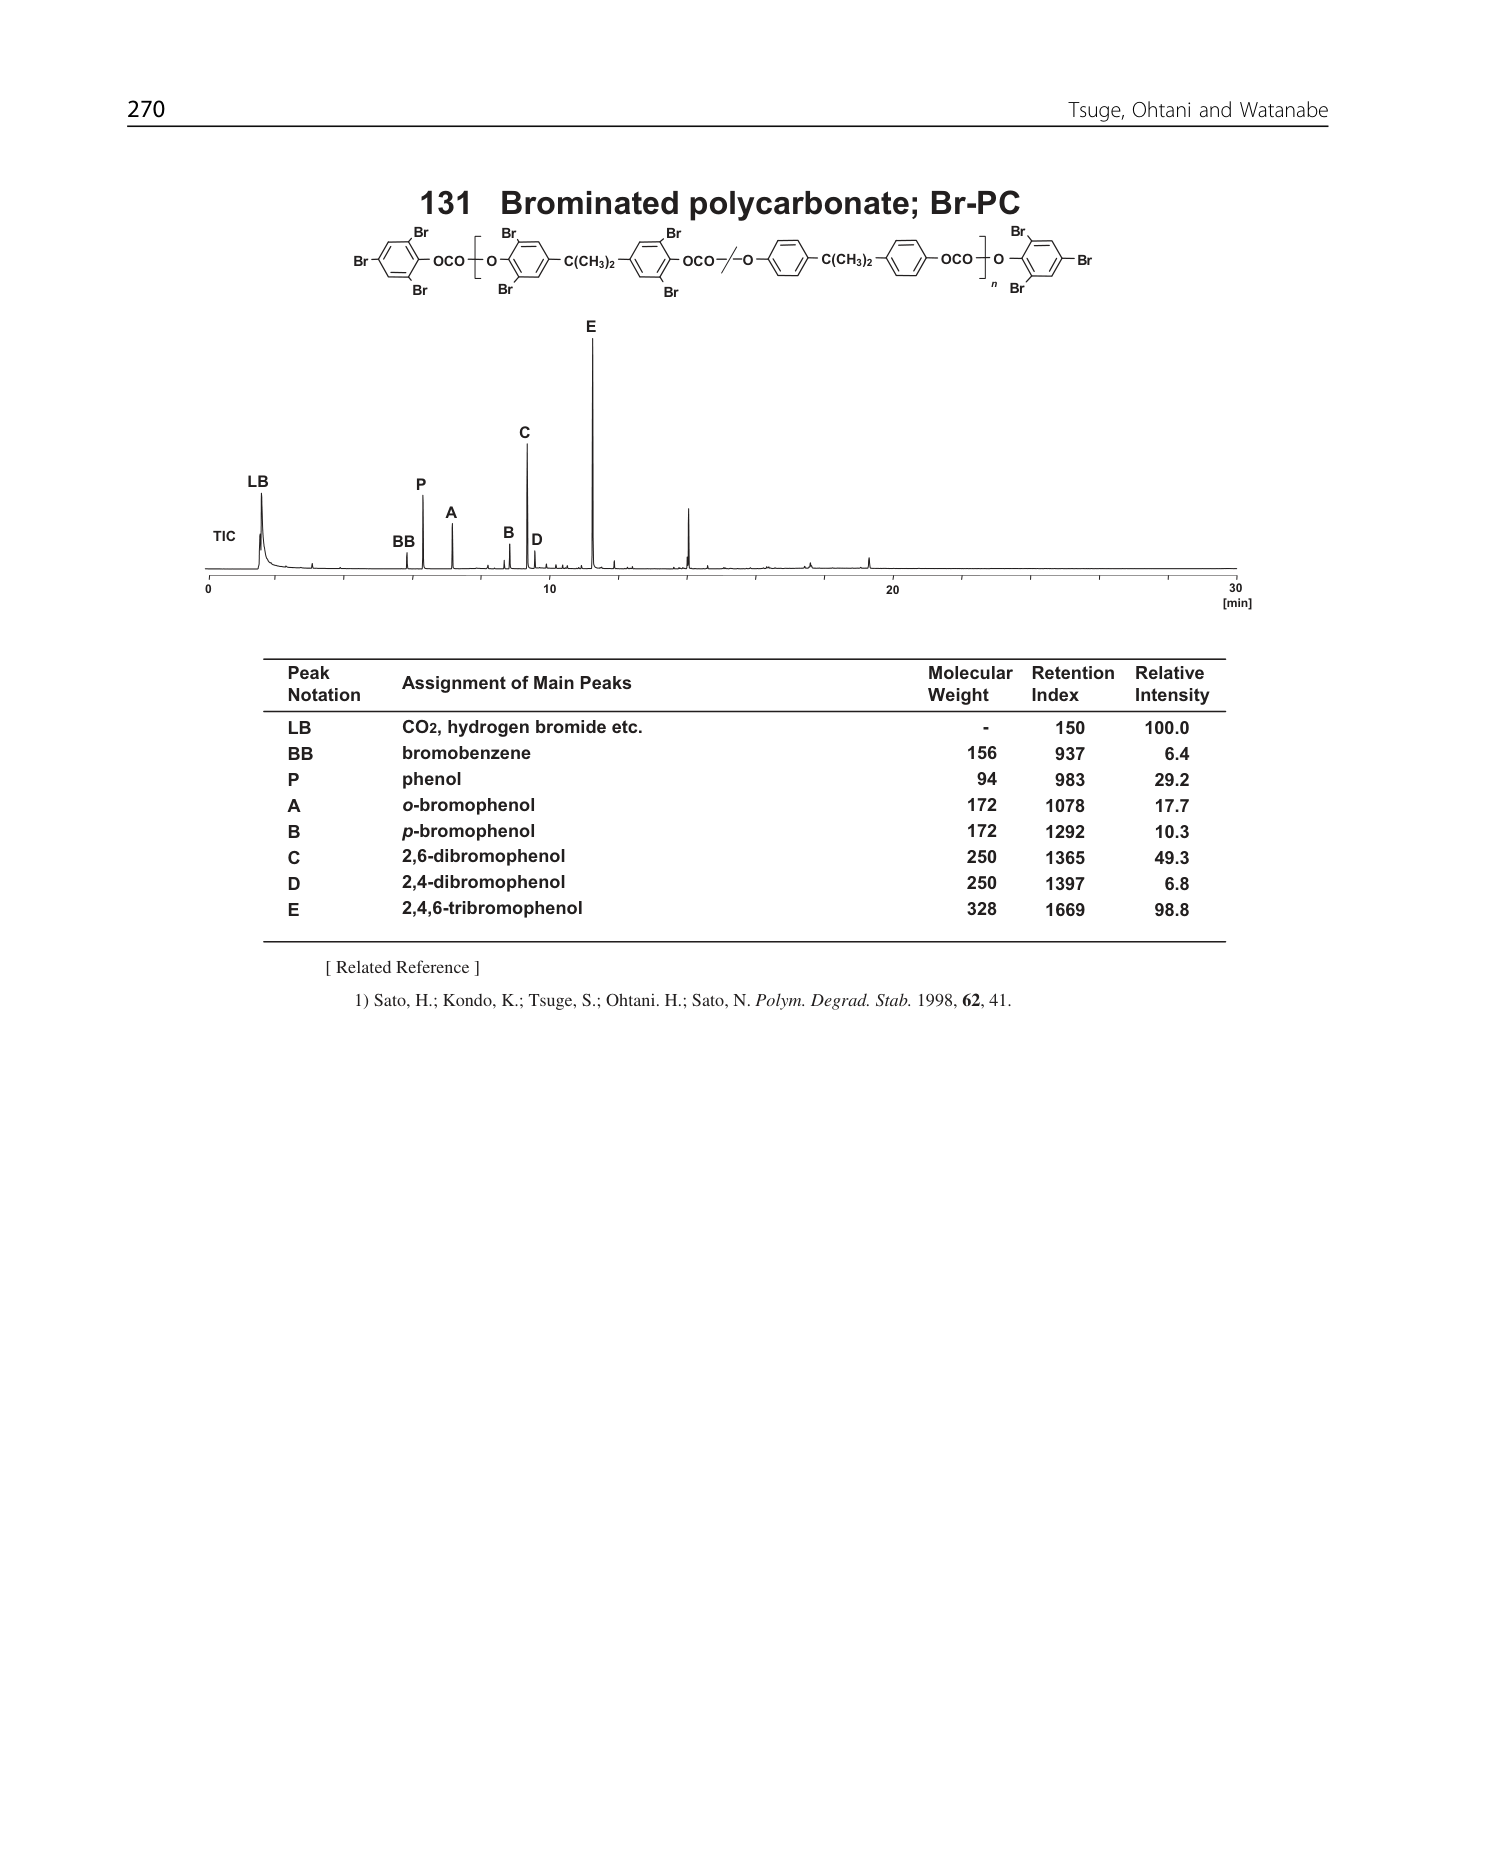 270 Tsuge, Ohtani and Watanabe
131 Brominated polycarbonate; Br-PC
Br Br Br Br
Br OCO O C(CH3)2 OCO O C(CH3)2 OCO O Br
Br Br Br n Br
E
C
LB P
A
TIC BB B D
0 10 20 30
[min]
Peak Notation Assignment of Main Peaks Molecular Weight Retention Index Relative Intensity
LB CO2, hydrogen bromide etc. - 150 100.0
BB bromobenzene 156 937 6.4
P phenol 94 983 29.2
A o-bromophenol 172 1078 17.7
B p-bromophenol 172 1292 10.3
C 2,6-dibromophenol 250 1365 49.3
D 2,4-dibromophenol 250 1397 6.8
E 2,4,6-tribromophenol 328 1669 98.8
[ Related Reference ]
1) Sato, H.; Kondo, K.; Tsuge, S.; Ohtani. H.; Sato, N. Polym. Degrad. Stab. 1998, 62, 41.